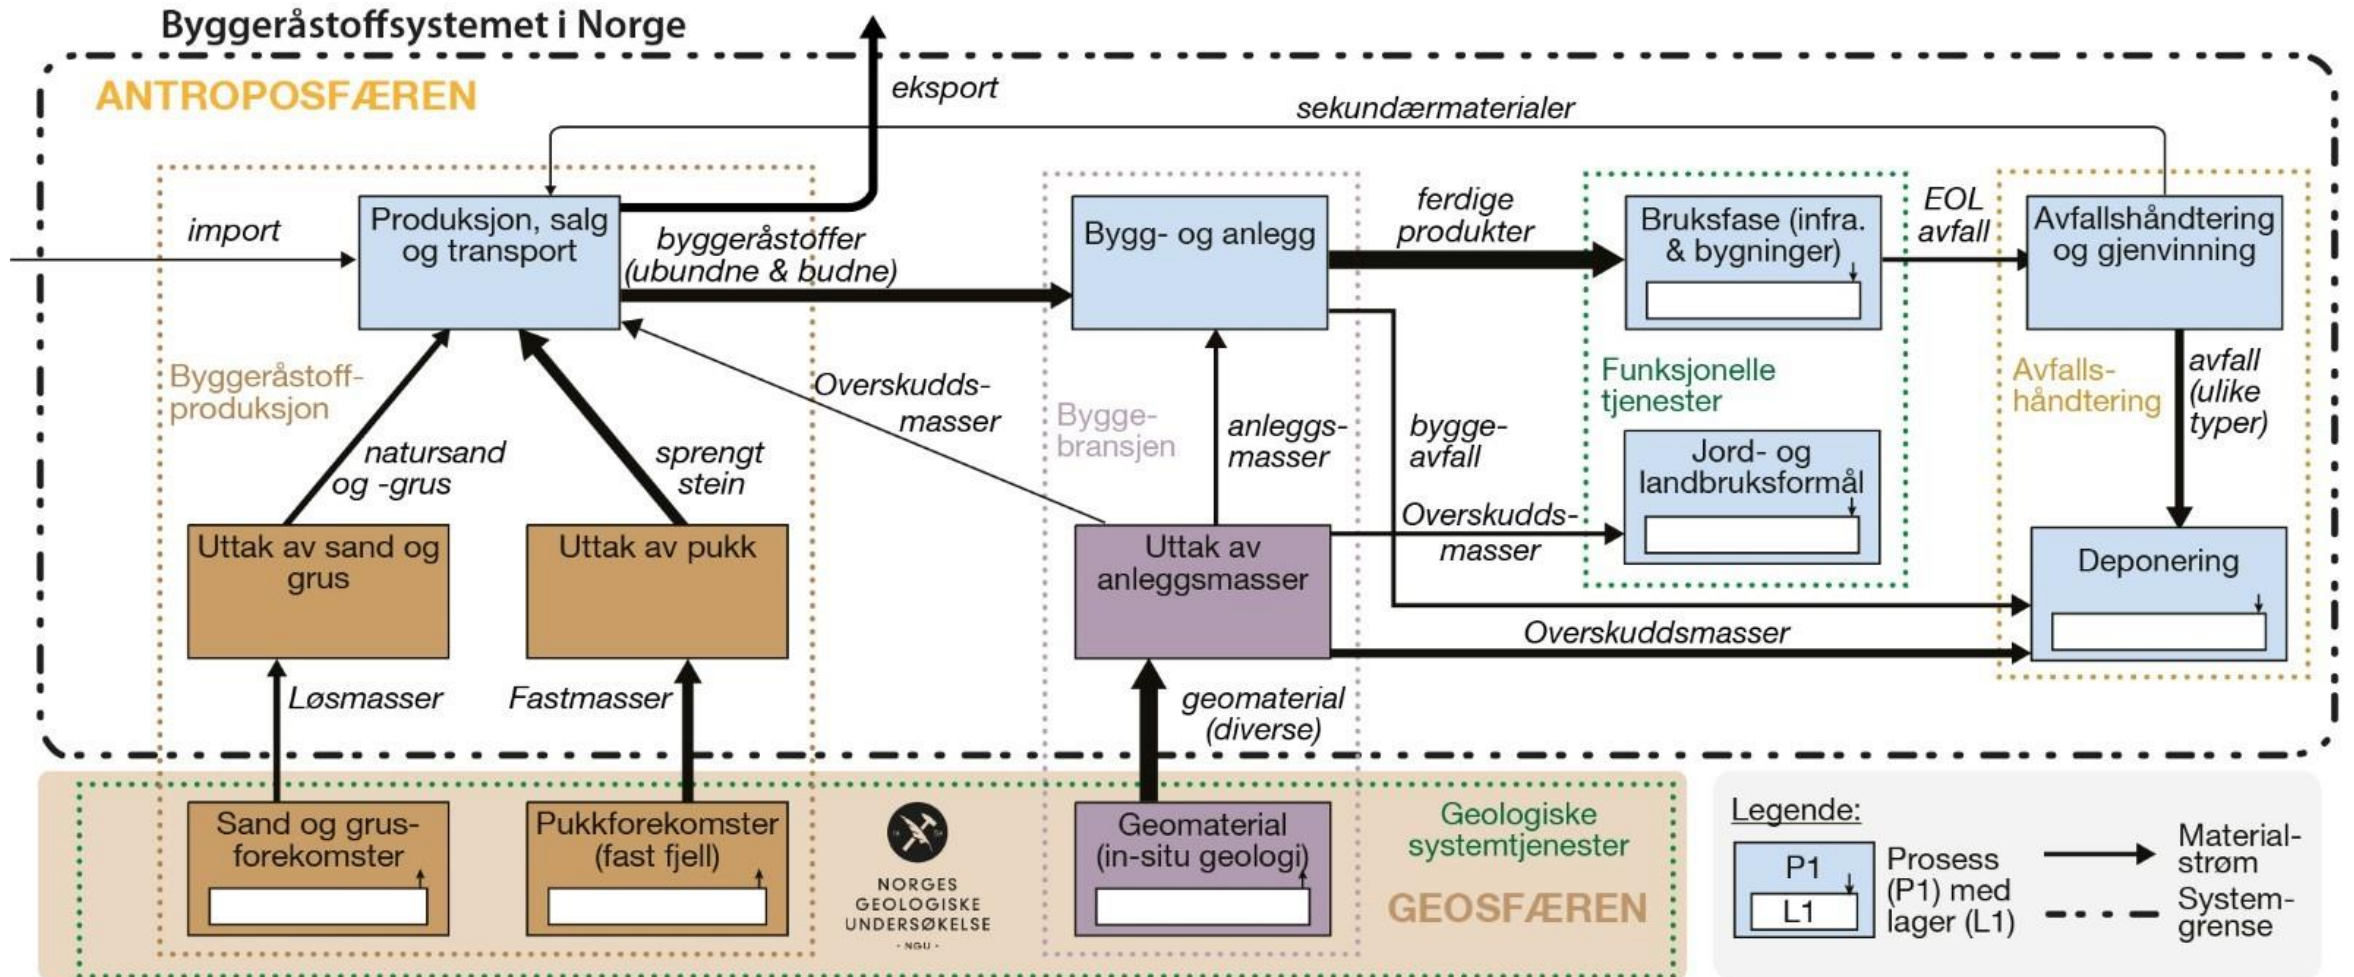 Byggeråstoffsystemet i Norge
ANTROPOSFÆREN
eksport
sekundærmaterialer
import
Produksjon, salg
og transport
byggeråstoffer
(ubundne & budne)
Bygg- og anlegg
ferdige
produkter
Bruksfase (infra.
& bygninger)
EOL
avfall
Avfallshåndtering
og gjenvinning
Byggeråstoff-
produksjon
Overskudds-
masser
Bygge-
bransjen
anleggs-
masser
bygge-
avfall
Funksjonelle
tjenester
Avfalls-
håndtering
avfall
(ulike
typer)
natursand
og -grus
sprengt
stein
Jord- og
landbruksformål
Overskudds-
masser
Uttak av sand og
grus
Uttak av pukk
Uttak av
anleggsmasser
Deponering
Overskuddsmasser
Løsmasser
Fastmasser
geomaterial
(diverse)
Sand og grus-
forekomster
Pukkforekomster
(fast fjell)
NORGES
GEOLOGISKE
UNDERSØKELSE
- NGU -
Geomaterial
(in-situ geologi)
Geologiske
systemtjenester
GEOSFÆREN
Legende:
P1
L1
Prosess
(P1) med
lager (L1)
Material-
strøm
System-
grense